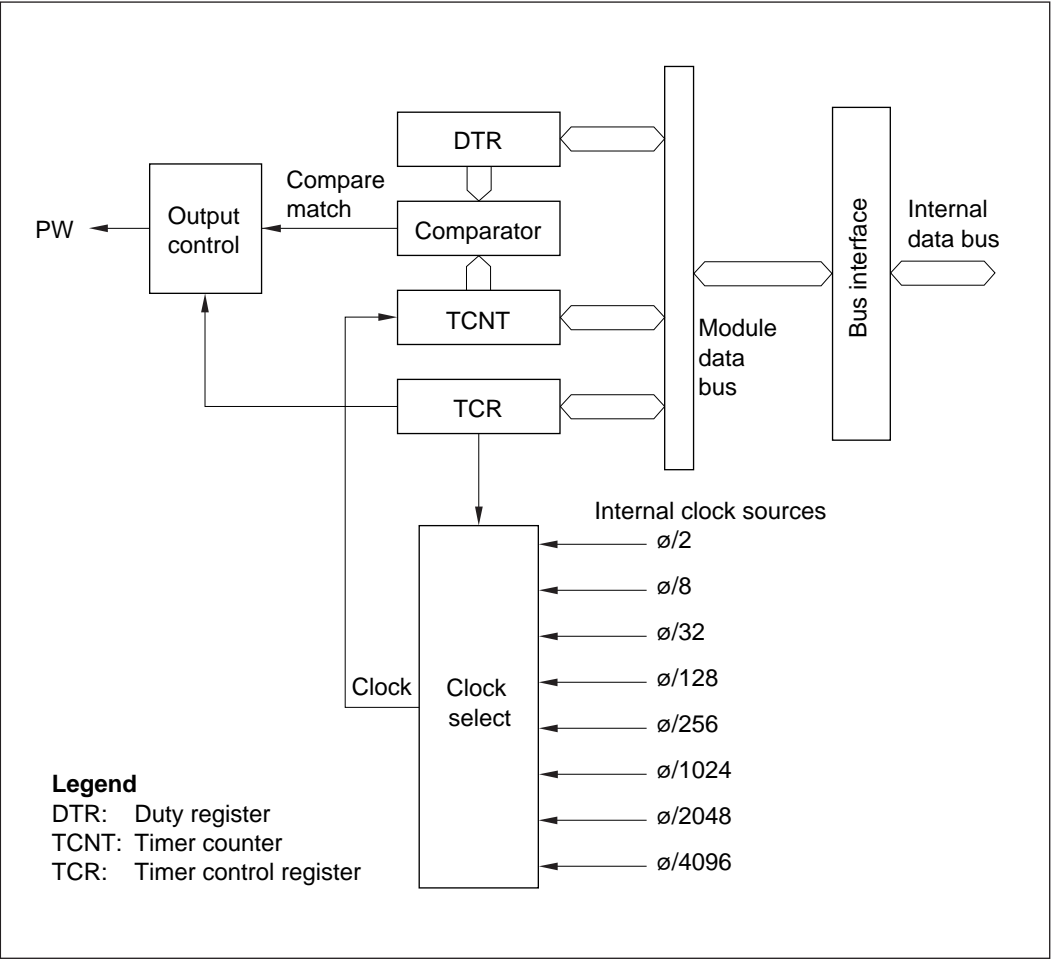 DTR
Compare
match
PW
Output
control
Comparator
TCNT
TCR
Module
data
bus
Bus interface
Internal
data bus
Internal clock sources
ø/2
ø/8
ø/32
ø/128
ø/256
ø/1024
ø/2048
ø/4096
Clock
Clock
select
Legend
DTR: Duty register
TCNT: Timer counter
TCR: Timer control register